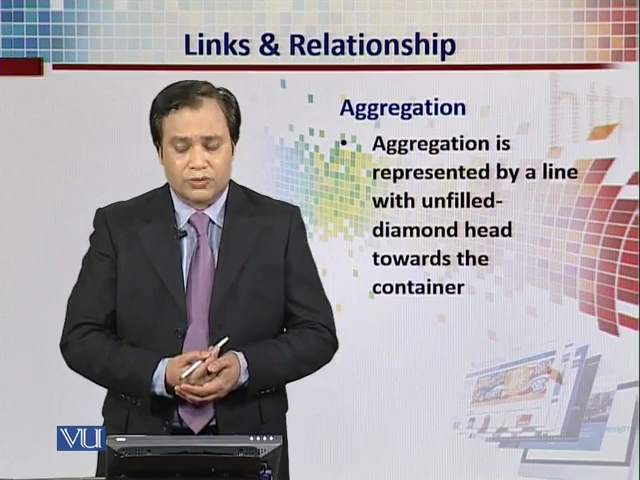 Links & Relationship
Aggregation
• Aggregation is
represented by a line
with unfilled-
diamond head
towards the
container
VU